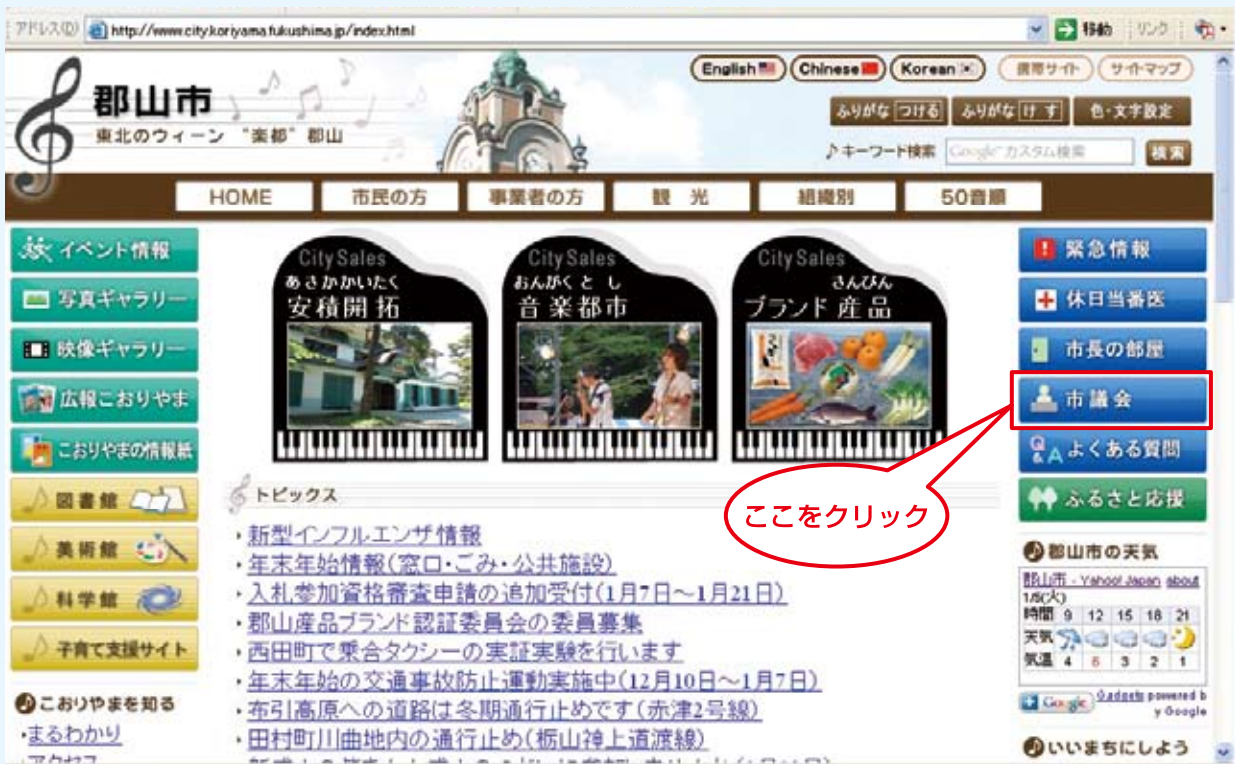 アドレス(D) http://www.city.koriyama.fukushima.jp/index.html 移動 リンク
English Chinese Korean 携帯サイト サイトマップ
郡山市
東北のウィーン "楽都" 郡山
ふりがな つける ふりがな け す 色・文字設定
キーワード検索 Google カスタム検索 検索
HOME 市民の方 事業者の方 観 光 組織別 50音順
イベント情報
写真ギャラリー
映像ギャラリー
広報こおりやま
こおりやまの情報紙
図書館
美術館
科学館
子育て支援サイト
こおりやまを知る
・まるわかり
・アクセス
City Sales
あさかかいたく
安積開拓
City Sales
おんがくとし
音楽都市
City Sales
さんぴん
ブランド産品
トピックス
・新型インフルエンザ情報
・年末年始情報(窓口・ごみ・公共施設)
・入札参加資格審査申請の追加受付(1月7日～1月21日)
・郡山産品ブランド認証委員会の委員募集
・西田町で乗合タクシーの実証実験を行います
・年末年始の交通事故防止運動実施中(12月10日～1月7日)
・布引高原への道路は冬期通行止めです(赤津2号線)
・田村町川曲地内の通行止め(栃山神上道渡線)
ここをクリック
緊急情報
休日当番医
市長の部屋
市議会
Q&A よくある質問
ふるさと応援
郡山市の天気
郡山市 - Yahoo! Japan about
1/5(火)
時間 9 12 15 18 21
天気
気温 4 6 3 2 1
Google Gadgets powered b
y Google
いいまちにしよう